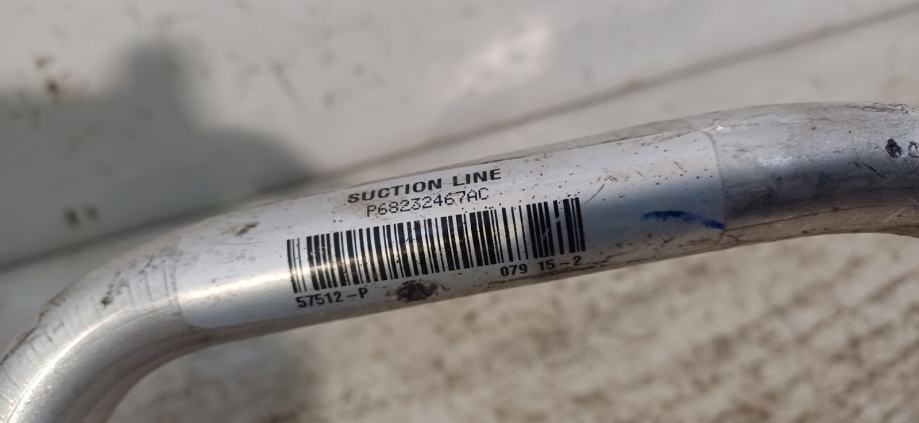 SUCTION LINE
P68232467AC
57512-P 079 15-2